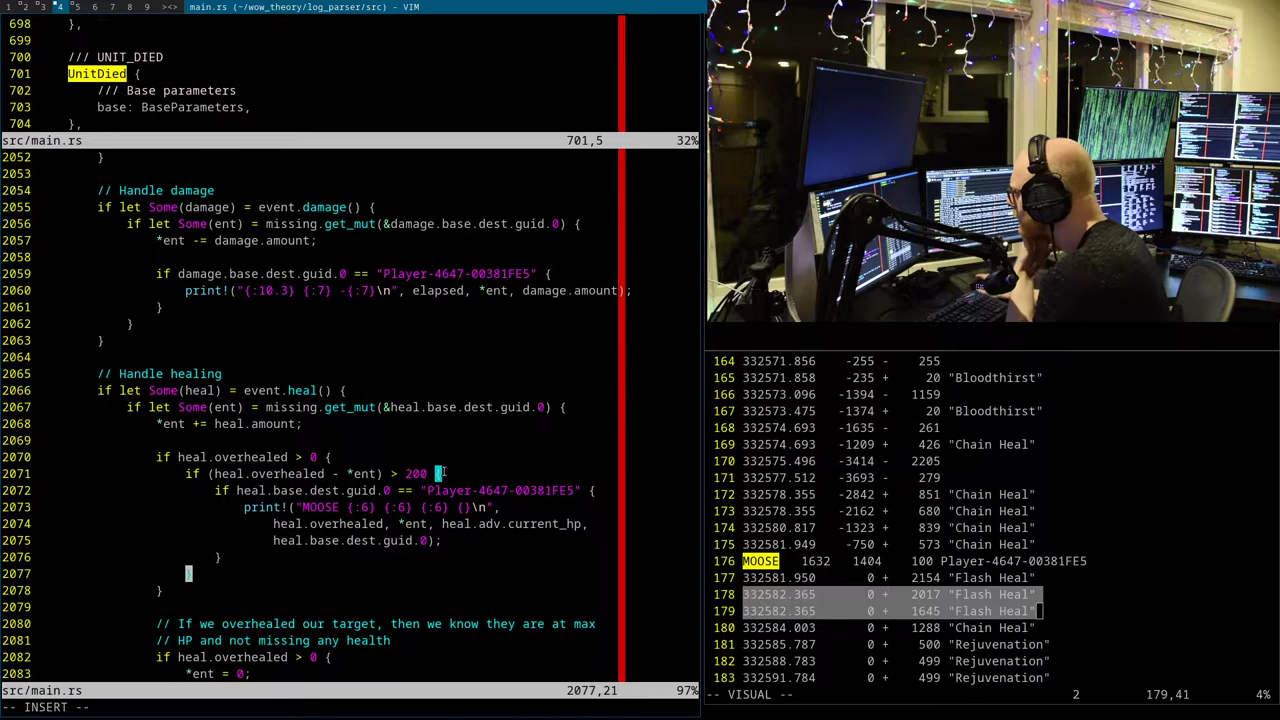 1 2 3 4 5 6 7 8 9 ><> main.rs (~/wow_theory/log_parser/src) - VIM
698 },
699
700 /// UNIT_DIED
701 UnitDied {
702 /// Base parameters
703 base: BaseParameters,
704 },
src/main.rs 701,5 32%
2052 }
2053
2054 // Handle damage
2055 if let Some(damage) = event.damage() {
2056 if let Some(ent) = missing.get_mut(&damage.base.dest.guid.0) {
2057 *ent -= damage.amount;
2058
2059 if damage.base.dest.guid.0 == "Player-4647-00381FE5" {
2060 print!("{:10.3} {:7} -{:7}\n", elapsed, *ent, damage.amount);
2061 }
2062 }
2063 }
2064
2065 // Handle healing
2066 if let Some(heal) = event.heal() {
2067 if let Some(ent) = missing.get_mut(&heal.base.dest.guid.0) {
2068 *ent += heal.amount;
2069
2070 if heal.overhealed > 0 {
2071 if (heal.overhealed - *ent) > 200 {
2072 if heal.base.dest.guid.0 == "Player-4647-00381FE5" {
2073 print!("MOOSE {:6} {:6} {:6} {}\n",
2074 heal.overhealed, *ent, heal.adv.current_hp,
2075 heal.base.dest.guid.0);
2076 }
2077 }
2078 }
2079
2080 // If we overhealed our target, then we know they are at max
2081 // HP and not missing any health
2082 if heal.overhealed > 0 {
2083 *ent = 0;
src/main.rs 2077,21 97%
-- INSERT --
164 332571.856 -255 - 255
165 332571.858 -235 + 20 "Bloodthirst"
166 332573.096 -1394 - 1159
167 332573.475 -1374 + 20 "Bloodthirst"
168 332574.693 -1635 - 261
169 332574.693 -1209 + 426 "Chain Heal"
170 332575.496 -3414 - 2205
171 332577.512 -3693 - 279
172 332578.355 -2842 + 851 "Chain Heal"
173 332578.355 -2162 + 680 "Chain Heal"
174 332580.817 -1323 + 839 "Chain Heal"
175 332581.949 -750 + 573 "Chain Heal"
176 MOOSE 1632 1404 100 Player-4647-00381FE5
177 332581.950 0 + 2154 "Flash Heal"
178 332582.365 0 + 2017 "Flash Heal"
179 332582.365 0 + 1645 "Flash Heal"
180 332584.003 0 + 1288 "Chain Heal"
181 332585.787 0 + 500 "Rejuvenation"
182 332588.783 0 + 499 "Rejuvenation"
183 332591.784 0 + 499 "Rejuvenation"
-- VISUAL -- 2 179,41 4%